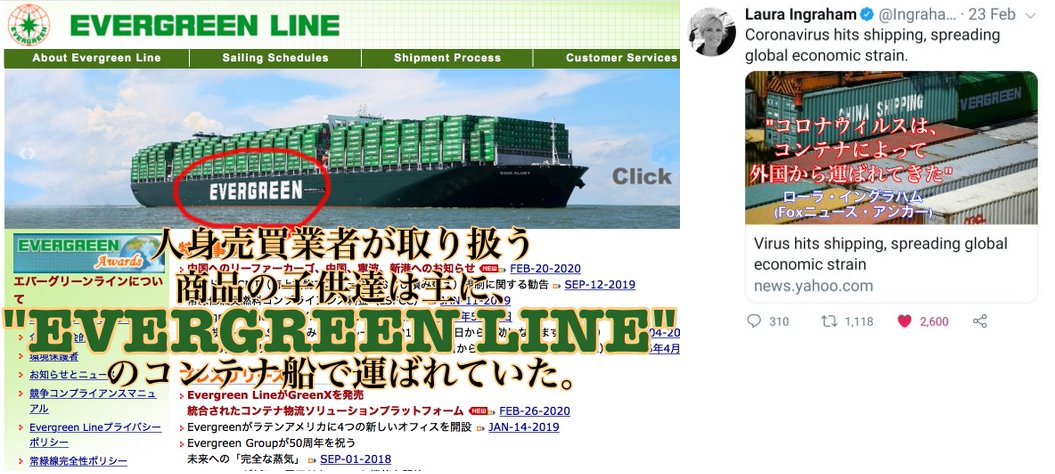 EVERGREEN LINE
EVERGREEN
About Evergreen Line
Sailing Schedules
Shipment Process
Customer Services
EVERGREEN
Click
EVERGREEN
Awards
人身売買業者が取り扱う
商品の子供達は主に、
"EVERGREEN LINE"
のコンテナ船で運ばれていた。
エバーグリーンラインについ
て
環境保護者
お知らせとニュー
競争コンプライアンスマニュ
アル
Evergreen Lineプライバシー
ポリシー
常緑線完全性ポリシー
中国へのリーファーカーゴ、中国、寧波、新港へのお知らせ NEW FEB-20-2020
に関する勧告 SEP-12-2019
JAN-11-2019
プレスリリース
Evergreen LineがGreenXを発売
統合されたコンテナ物流ソリューションプラットフォーム NEW FEB-26-2020
Evergreenがラテンアメリカに4つの新しいオフィスを開設 JAN-14-2019
Evergreen Groupが50周年を祝う
未来への「完全な蒸気」 SEP-01-2018
Laura Ingraham @Ingraha... · 23 Feb
Coronavirus hits shipping, spreading
global economic strain.
CHINA SHIPPING
EVERGREEN
"コロナウィルスは、
コンテナによって
外国から運ばれてきた"
ローラ・イングラハム
(Foxニュース・アンカー)
Virus hits shipping, spreading global
economic strain
news.yahoo.com
310
1,118
2,600